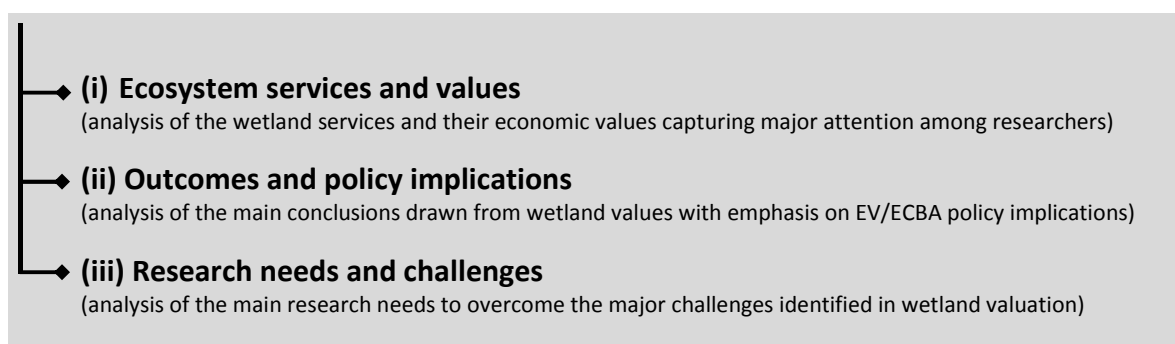 (i) Ecosystem services and values
(analysis of the wetland services and their economic values capturing major attention among researchers)
(ii) Outcomes and policy implications
(analysis of the main conclusions drawn from wetland values with emphasis on EV/ECBA policy implications)
(iii) Research needs and challenges
(analysis of the main research needs to overcome the major challenges identified in wetland valuation)